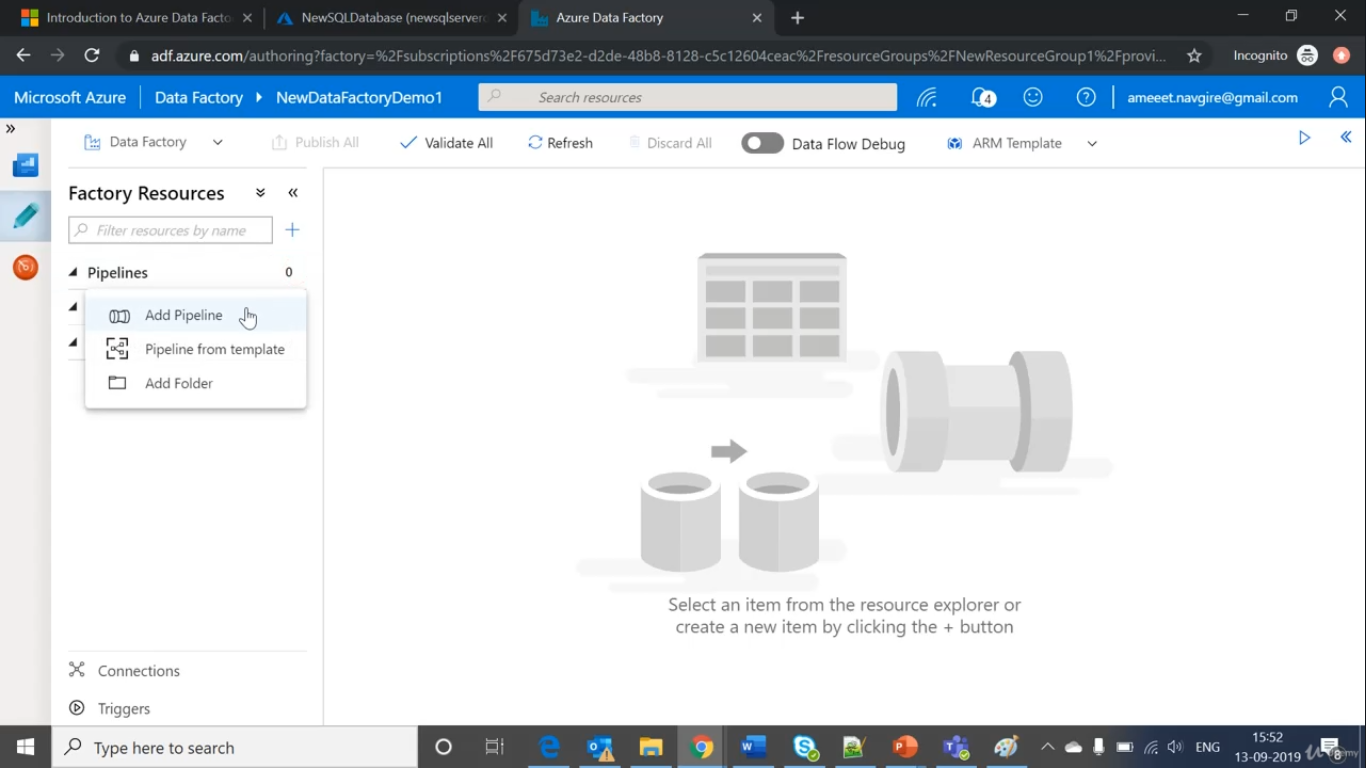 Introduction to Azure Data Facto
NewSQLDatabase (newsqlserver
Azure Data Factory
adf.azure.com/authoring?factory=%2Fsubscriptions%2F675d73e2-d2de-48b8-8128-c5c12604ceac%2FresourceGroups%2FNewResourceGroup1%2Fprovi...
Incognito
Microsoft Azure
Data Factory
NewDataFactoryDemo1
Search resources
4
ameeet.navgire@gmail.com
Data Factory
Publish All
Validate All
Refresh
Discard All
Data Flow Debug
ARM Template
Factory Resources
Filter resources by name
Pipelines 0
Add Pipeline
Pipeline from template
Add Folder
Select an item from the resource explorer or
create a new item by clicking the + button
Connections
Triggers
Type here to search
ENG
15:52
13-09-2019
8